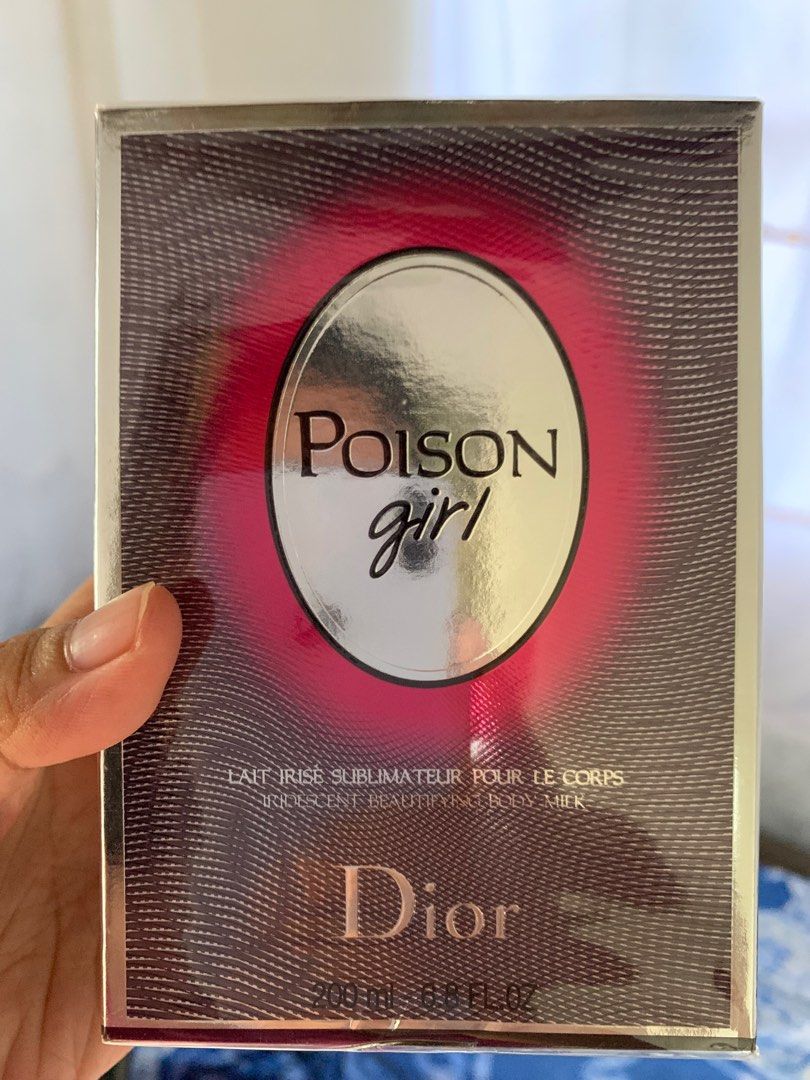 POISON
girl
LAIT IRISÉ SUBLIMATEUR POUR LE CORPS
IRIDESCENT BEAUTIFYING BODY MILK
Dior
200 ml - 6.8 FL.OZ